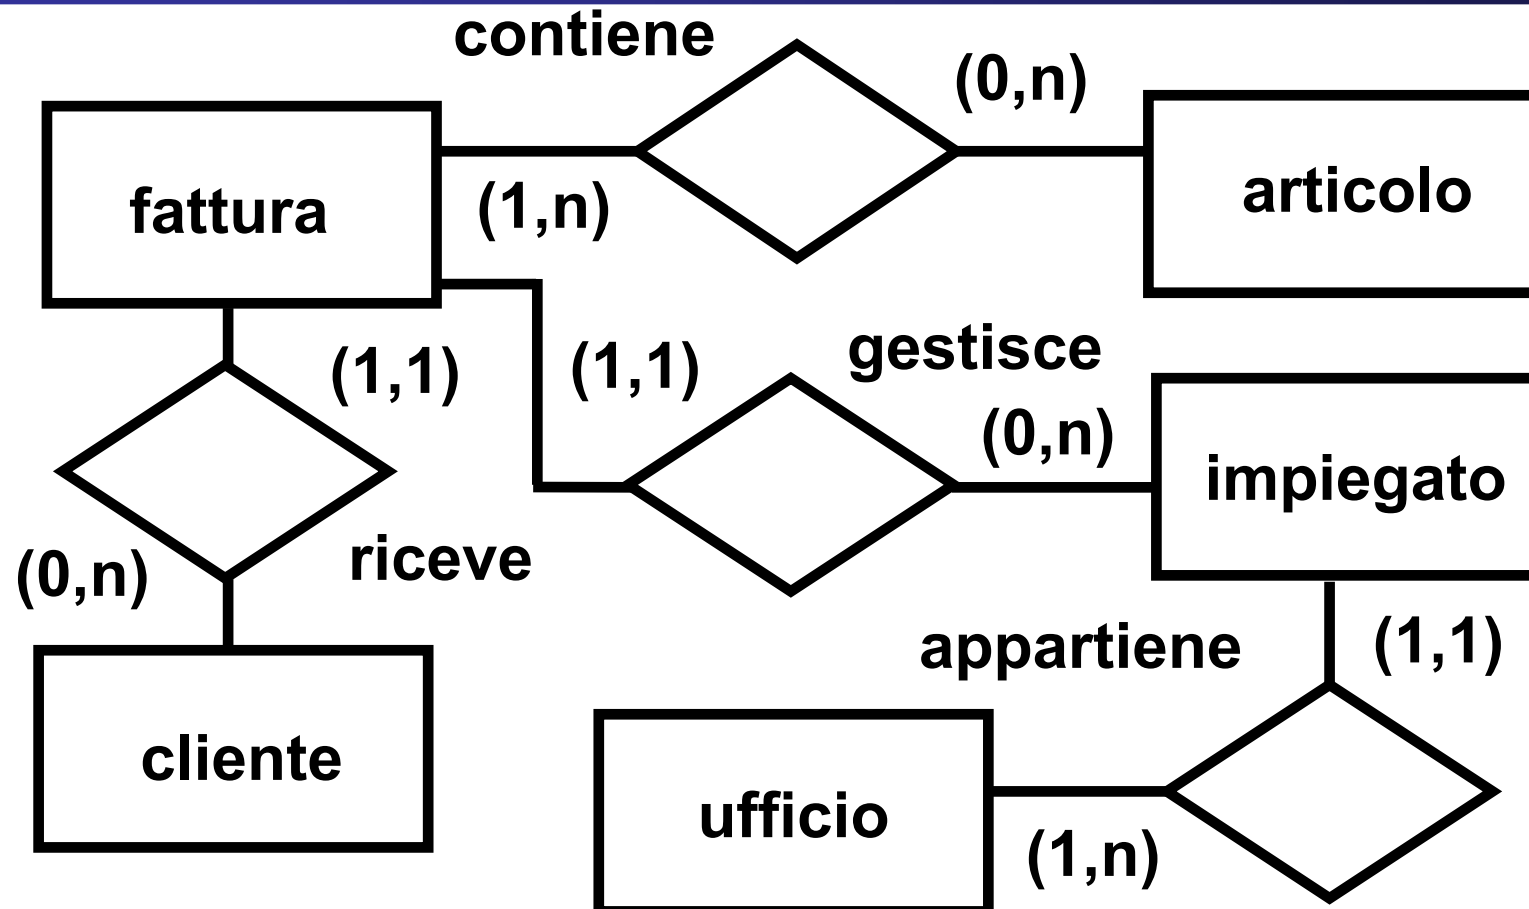 contiene
(0,n)
fattura
(1,n)
articolo
gestisce
(1,1)
(1,1)
(0,n)
impiegato
riceve
(0,n)
appartiene
(1,1)
cliente
ufficio
(1,n)